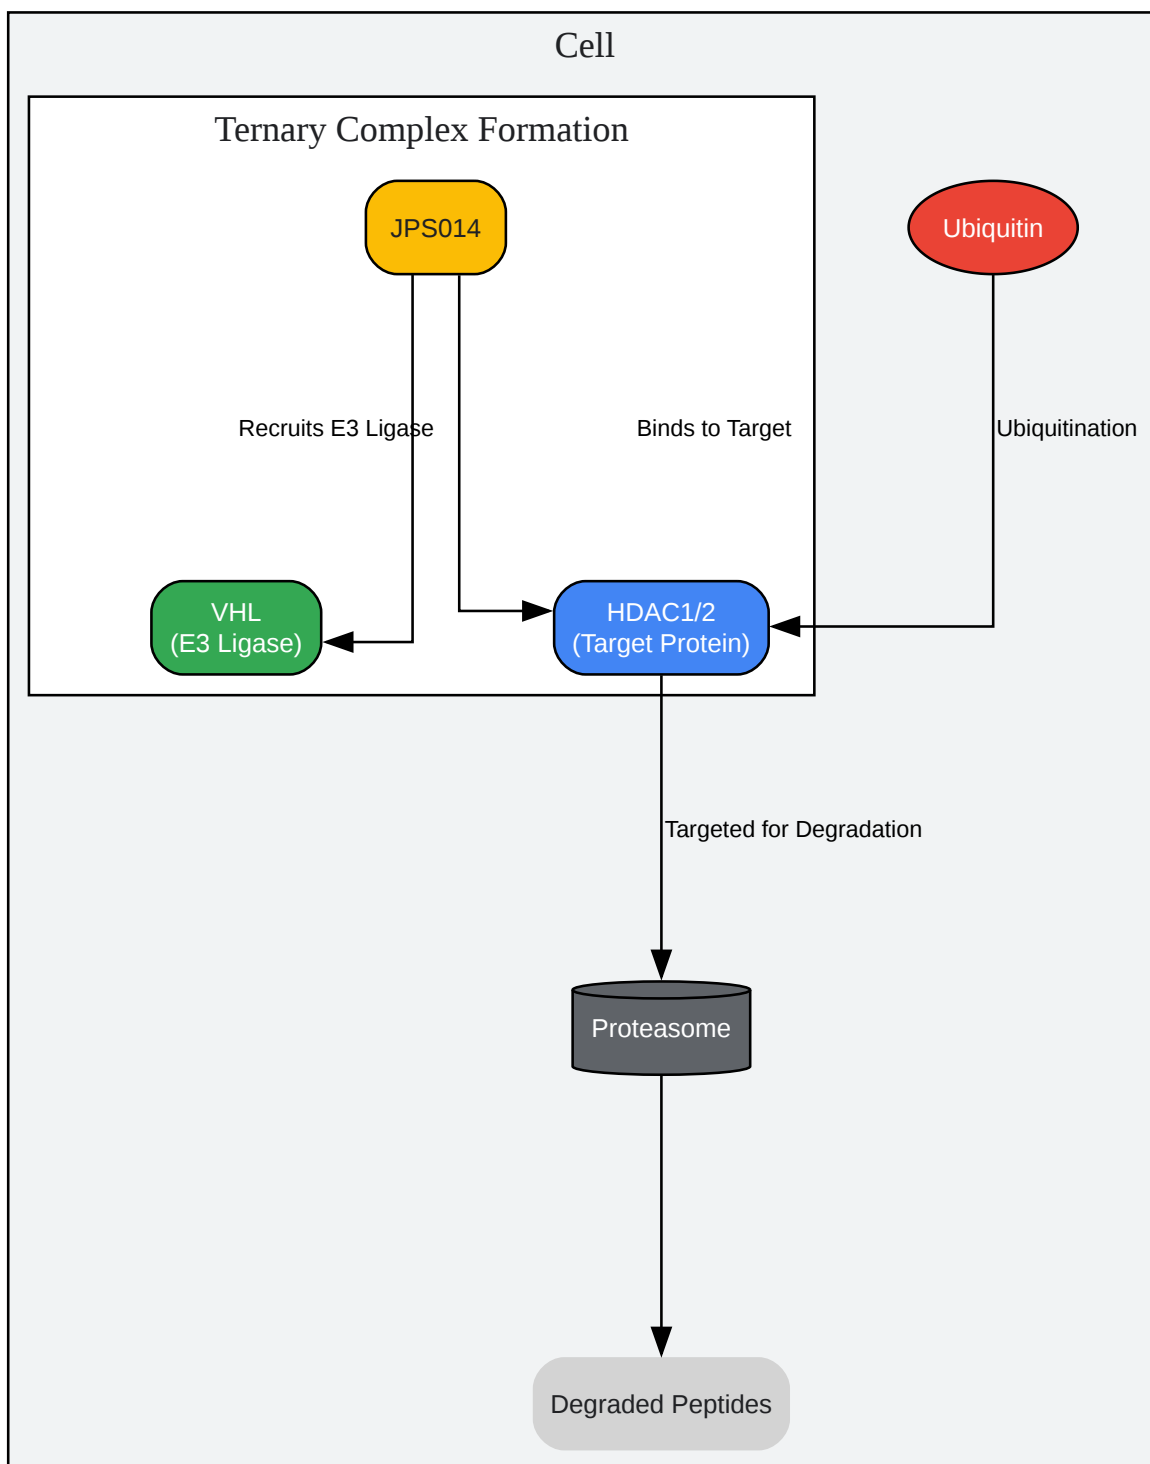 Cell
Ternary Complex Formation
JPS014
Ubiquitin
Recruits E3 Ligase
Binds to Target
Ubiquitination
VHL
(E3 Ligase)
HDAC1/2
(Target Protein)
Targeted for Degradation
Proteasome
Degraded Peptides